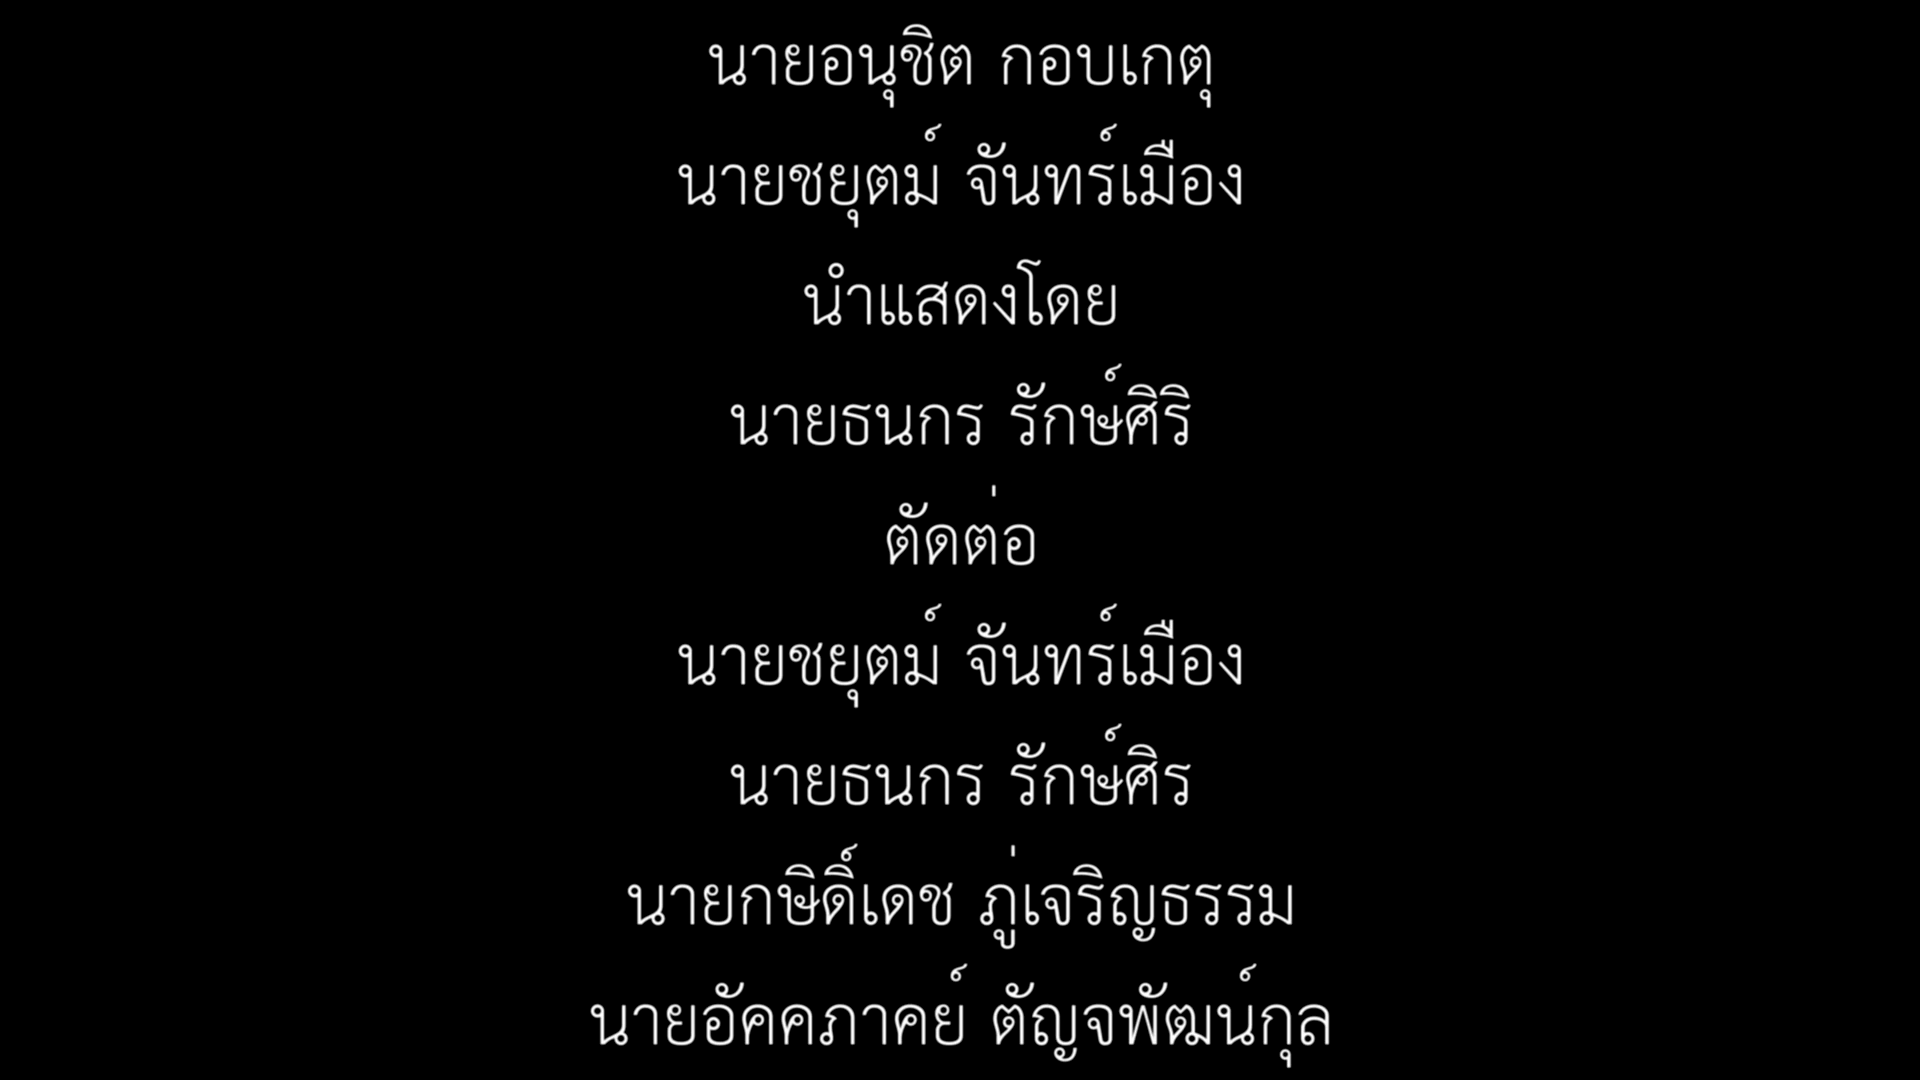 นายอนุชิต กอบเกตุ
นายชยุตม์ จันทร์เมือง
นำแสดงโดย
นายธนกร รักษ์ศิริ
ตัดต่อ
นายชยุตม์ จันทร์เมือง
นายธนกร รักษ์ศิร
นายกษิดิ์เดช ภู่เจริญธรรม
นายอัคคภาคย์ ตัญจพัฒน์กุล